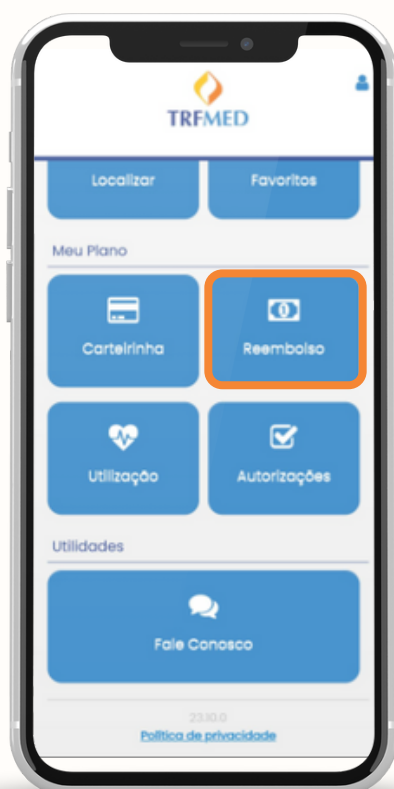 TRFMED
Localizar Favoritos
Meu Plano
Carteirinha Reembolso
Utilização Autorizações
Utilidades
Fale Conosco
23.10.0
Política de privacidade